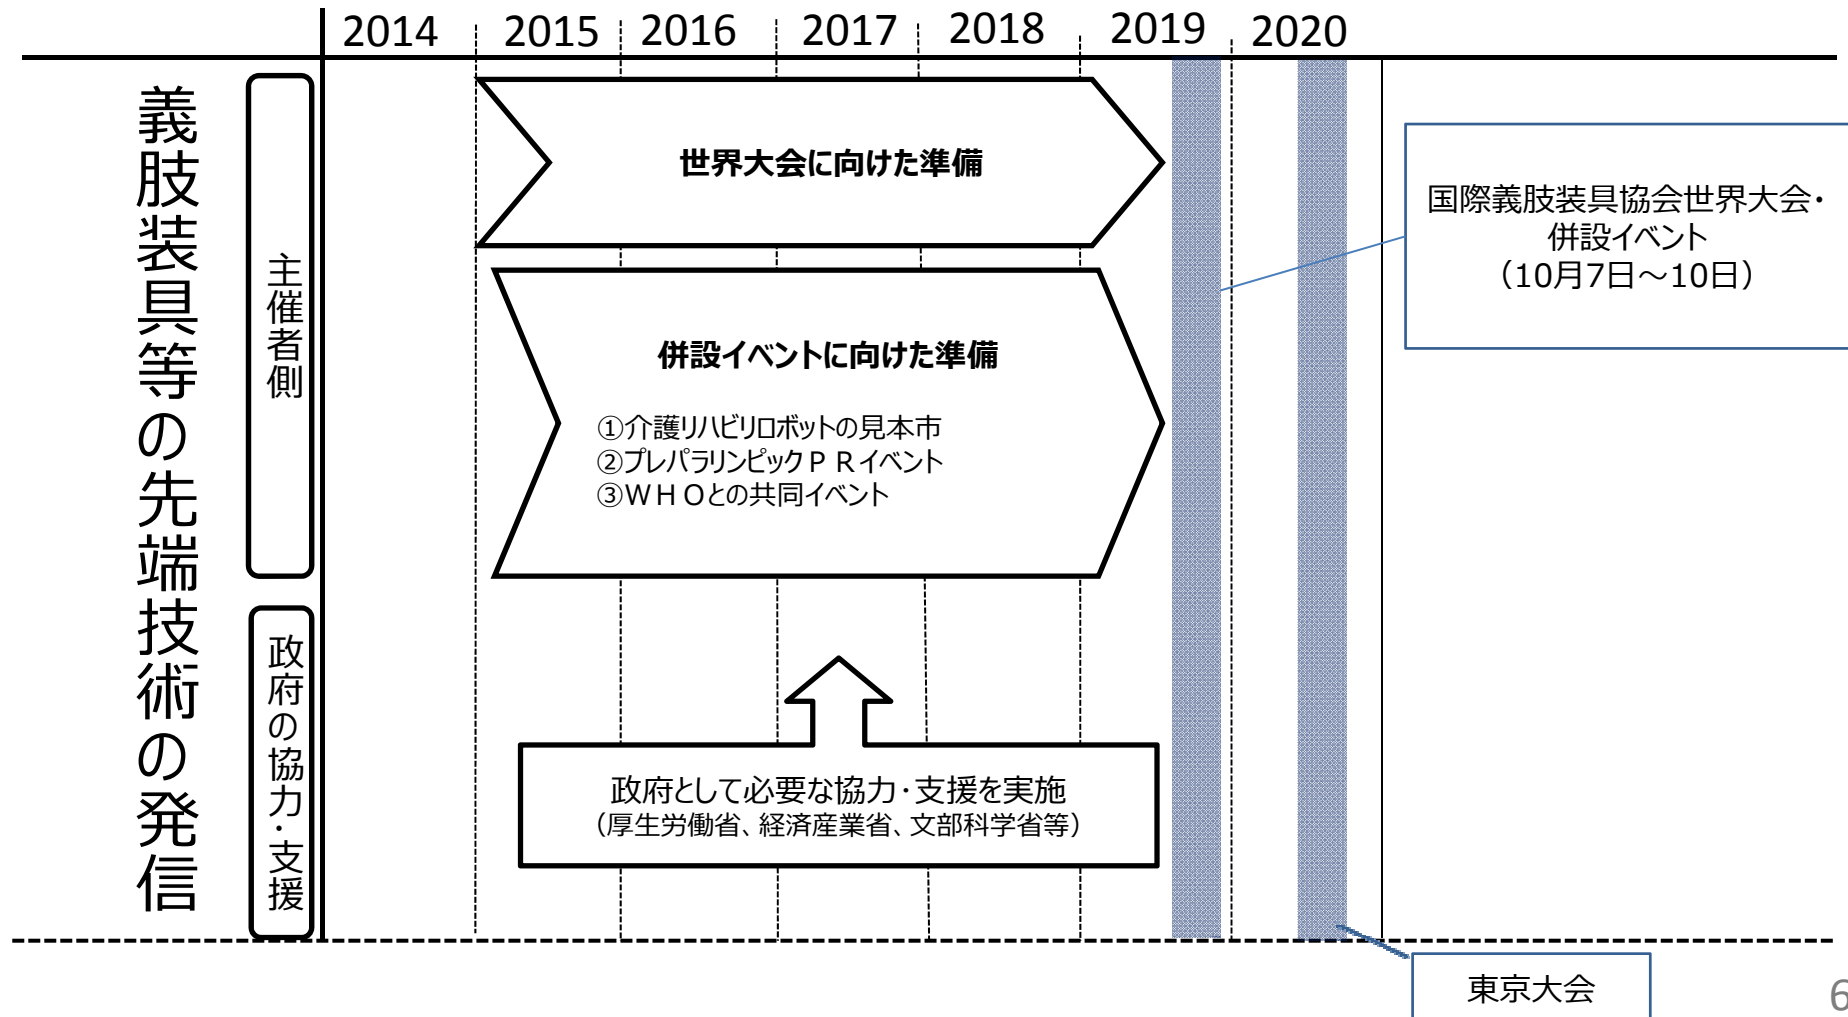 2014
2015
2016
2017
2018
2019
2020
義肢装具等の先端技術の発信
主催者側
世界大会に向けた準備
併設イベントに向けた準備
①介護リハビリロボットの見本市
②プレパラリンピックＰＲイベント
③ＷＨＯとの共同イベント
国際義肢装具協会世界大会・
併設イベント
（10月7日～10日）
政府の協力・支援
政府として必要な協力・支援を実施
（厚生労働省、経済産業省、文部科学省等）
東京大会
6